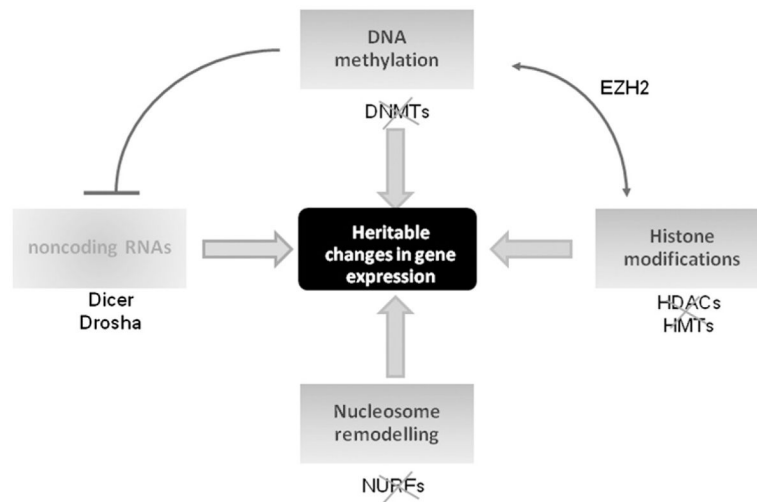 DNA
methylation
DNMTs
EZH2
noncoding RNAs
Dicer
Drosha
Heritable
changes in gene
expression
Histone
modifications
HDACs
HMTs
Nucleosome
remodelling
NURFs